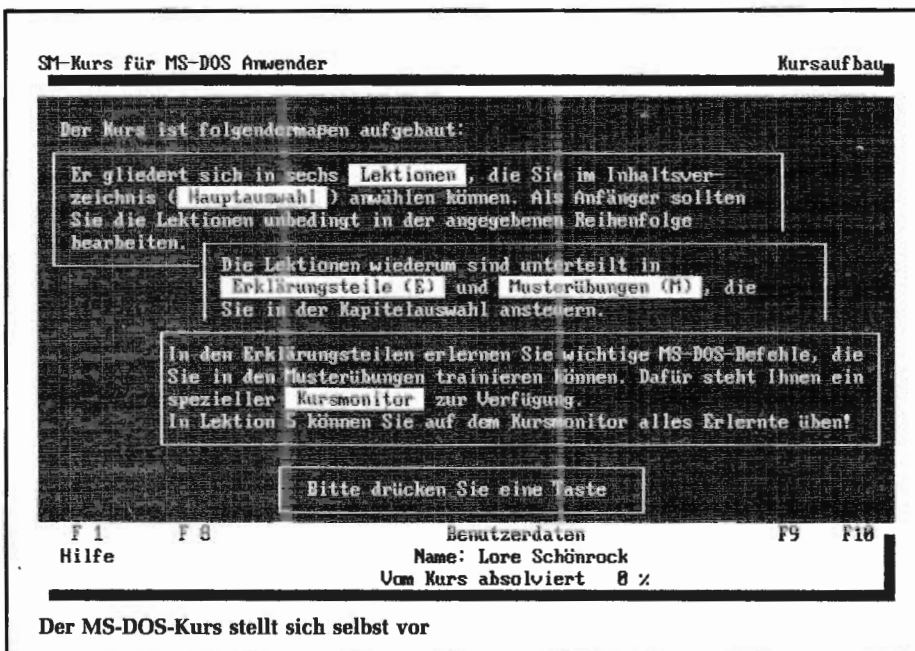 SM-Kurs für MS-DOS Anwender Kursaufbau
Der Kurs ist folgendermaßen aufgebaut:
Er gliedert sich in sechs Lektionen, die Sie im Inhaltsver-
zeichnis ( Hauptauswahl ) anwählen können. Als Anfänger sollten
Sie die Lektionen unbedingt in der angegebenen Reihenfolge
bearbeiten.
Die Lektionen wiederum sind unterteilt in
Erklärungsteile (E) und Musterübungen (M), die
Sie in der Kapitelauswahl ansteuern.
In den Erklärungsteilen erlernen Sie wichtige MS-DOS-Befehle, die
Sie in den Musterübungen trainieren können. Dafür steht Ihnen ein
spezieller Kursmonitor zur Verfügung.
In Lektion 5 können Sie auf dem Kursmonitor alles Erlernte üben!
Bitte drücken Sie eine Taste
F 1 F 8 Benutzerdaten F9 F10
Hilfe Name: Lore Schönrock
Vom Kurs absolviert 0 %
Der MS-DOS-Kurs stellt sich selbst vor